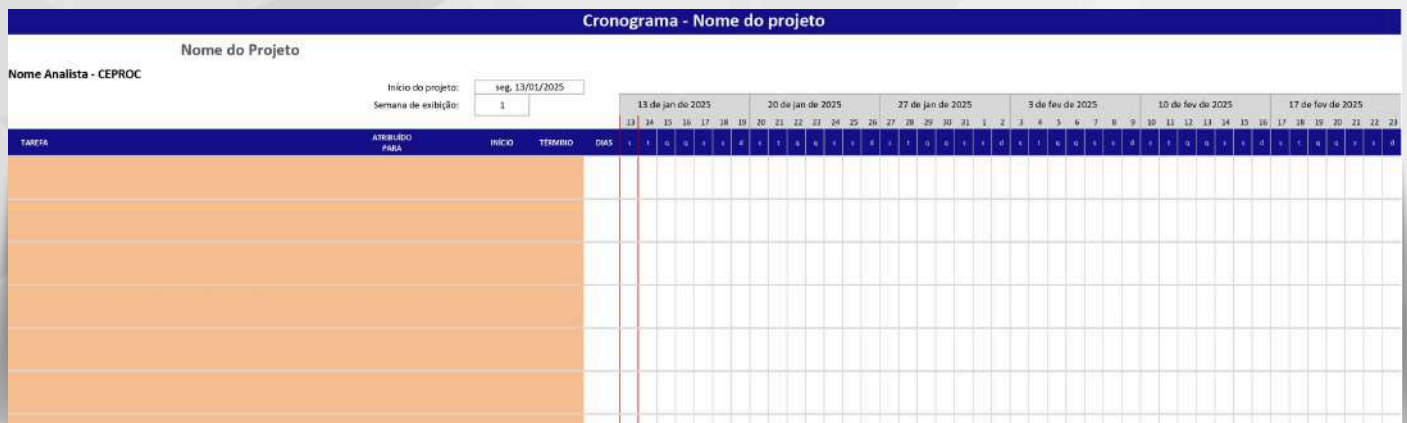 Cronograma - Nome do projeto
Nome do Projeto
Nome Analista - CEPROC
Início do projeto: seg, 13/01/2025
Semana de exibição: 1
13 de jan de 2025 20 de jan de 2025 27 de jan de 2025 3 de fev de 2025 10 de fev de 2025 17 de fev de 2025
13 14 15 16 17 18 19 20 21 22 23 24 25 26 27 28 29 30 31 1 2 3 4 5 6 7 8 9 10 11 12 13 14 15 16 17 18 19 20 21 22 23
TAREFA ATRIBUÍDO PARA INÍCIO TÉRMINO DIAS s t q q s s d s t q q s s d s t q q s s d s t q q s s d s t q q s s d s t q q s s d